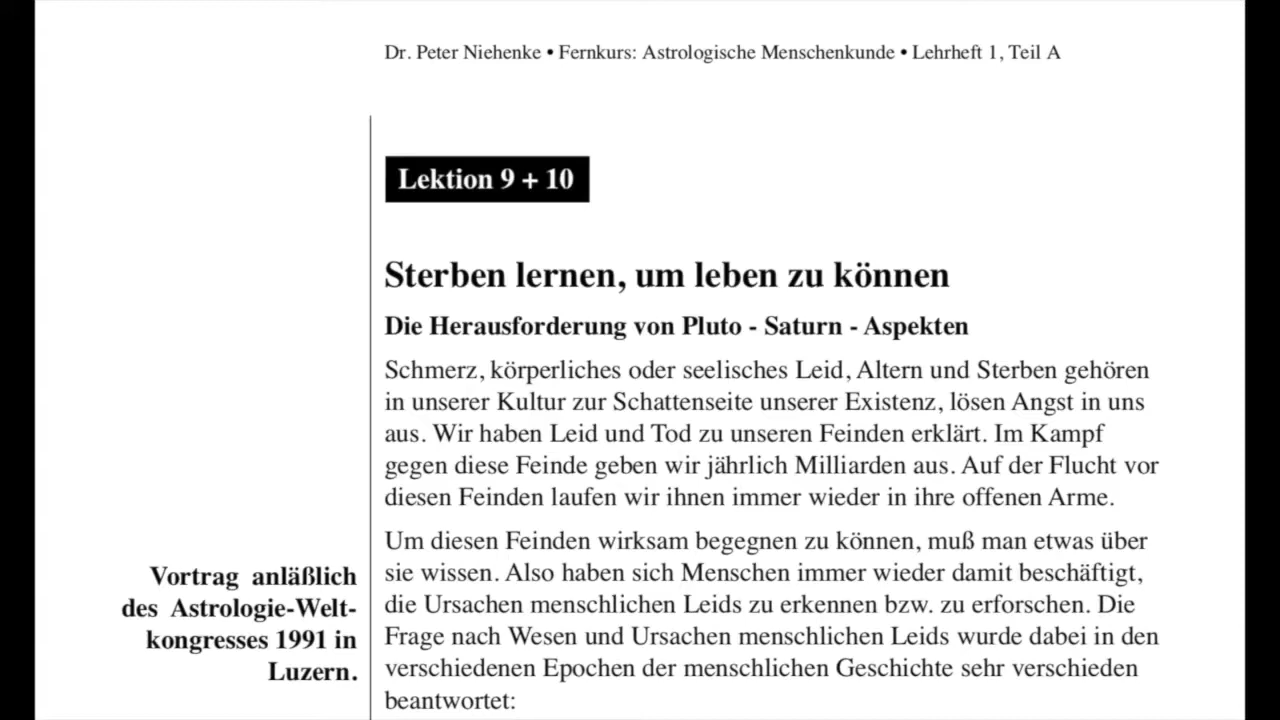 Dr. Peter Niehenke • Fernkurs: Astrologische Menschenkunde • Lehrheft 1, Teil A
Lektion 9 + 10
Sterben lernen, um leben zu können
Die Herausforderung von Pluto - Saturn - Aspekten
Schmerz, körperliches oder seelisches Leid, Altern und Sterben gehören
in unserer Kultur zur Schattenseite unserer Existenz, lösen Angst in uns
aus. Wir haben Leid und Tod zu unseren Feinden erklärt. Im Kampf
gegen diese Feinde geben wir jährlich Milliarden aus. Auf der Flucht vor
diesen Feinden laufen wir ihnen immer wieder in ihre offenen Arme.
Um diesen Feinden wirksam begegnen zu können, muß man etwas über
sie wissen. Also haben sich Menschen immer wieder damit beschäftigt,
die Ursachen menschlichen Leids zu erkennen bzw. zu erforschen. Die
Frage nach Wesen und Ursachen menschlichen Leids wurde dabei in den
verschiedenen Epochen der menschlichen Geschichte sehr verschieden
beantwortet:
Vortrag anläßlich
des Astrologie-Welt-
kongresses 1991 in
Luzern.